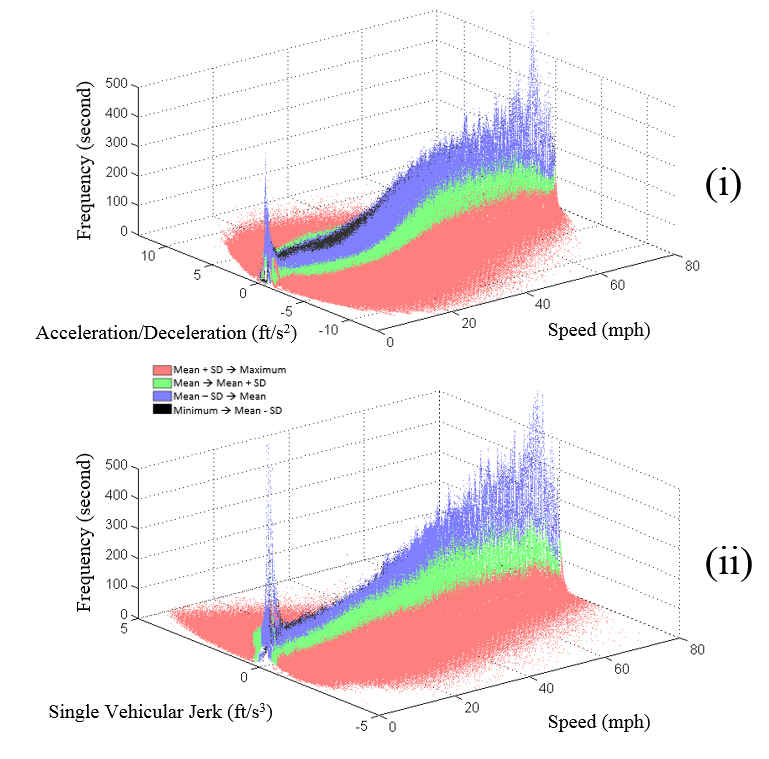 500
400
300
200
100
0
Frequency (second)
10
5
0
-5
-10
Acceleration/Deceleration (ft/s²)
0
20
40
60
80
Speed (mph)
(i)
Mean + SD → Maximum
Mean → Mean + SD
Mean – SD → Mean
Minimum → Mean - SD
500
400
300
200
100
0
Frequency (second)
5
0
-5
Single Vehicular Jerk (ft/s³)
0
20
40
60
80
Speed (mph)
(ii)